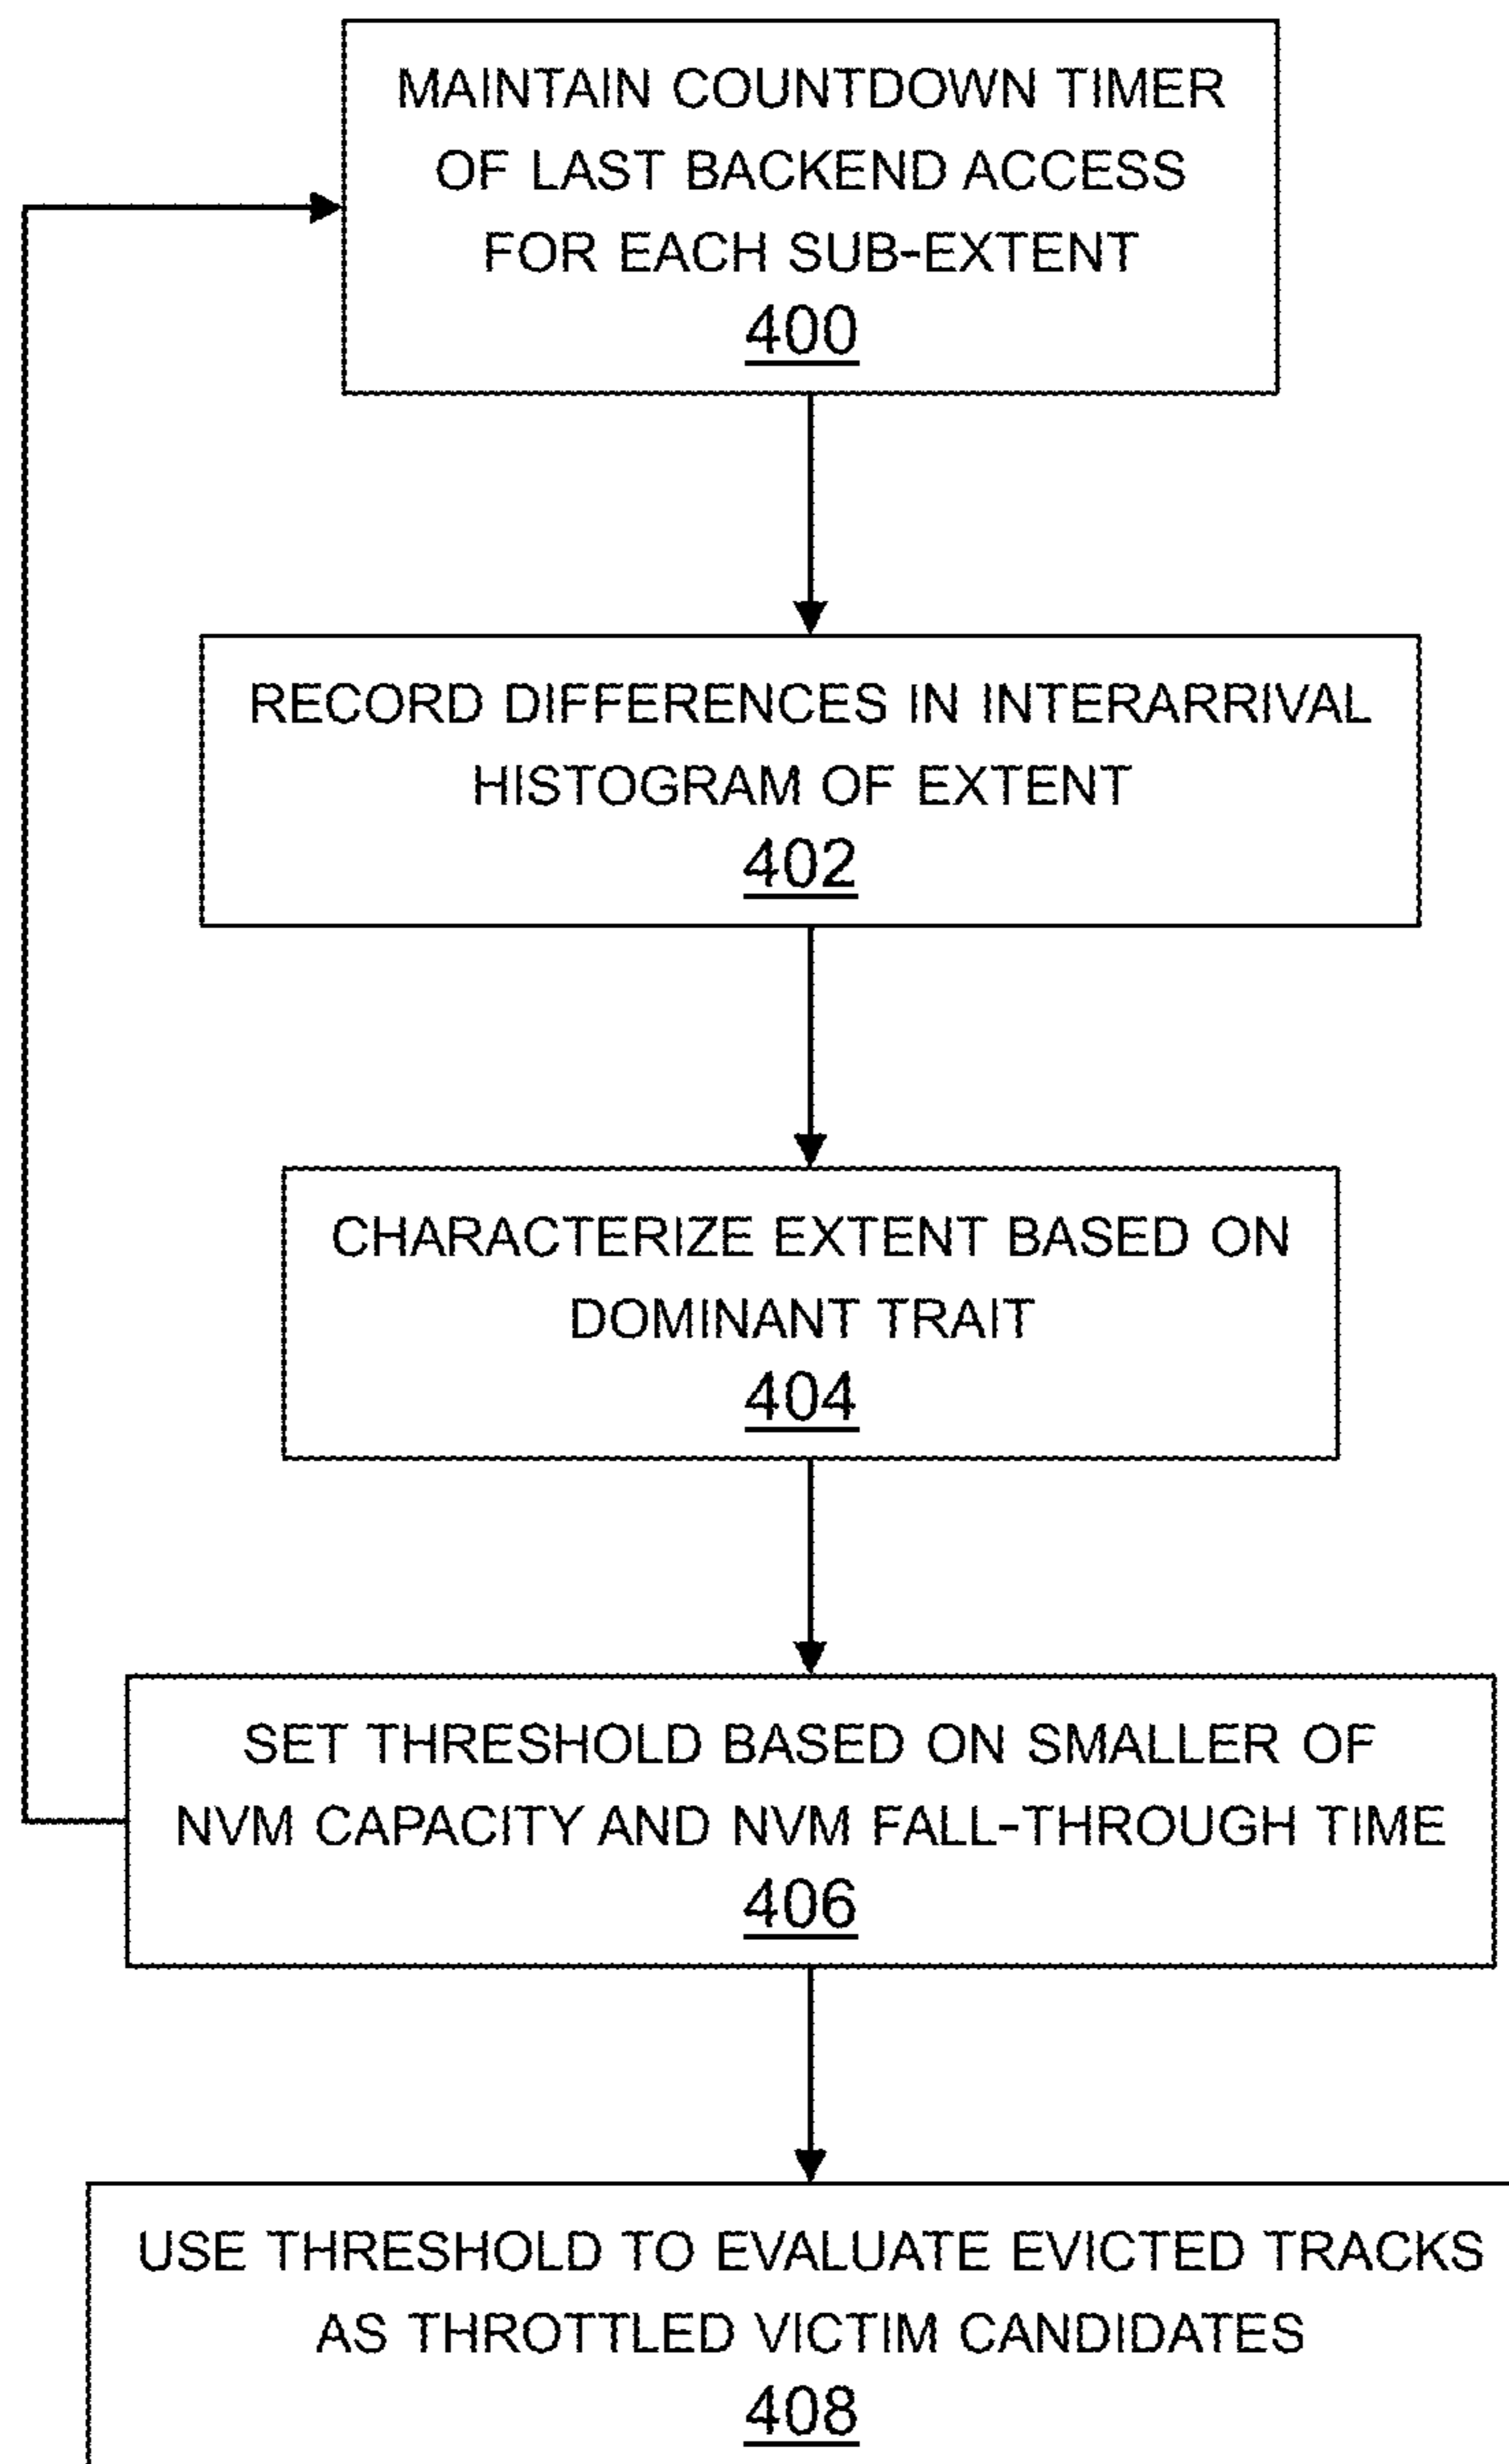 MAINTAIN COUNTDOWN TIMER
OF LAST BACKEND ACCESS
FOR EACH SUB-EXTENT
400
RECORD DIFFERENCES IN INTERARRIVAL
HISTOGRAM OF EXTENT
402
CHARACTERIZE EXTENT BASED ON
DOMINANT TRAIT
404
SET THRESHOLD BASED ON SMALLER OF
NVM CAPACITY AND NVM FALL-THROUGH TIME
406
USE THRESHOLD TO EVALUATE EVICTED TRACKS
AS THROTTLED VICTIM CANDIDATES
408